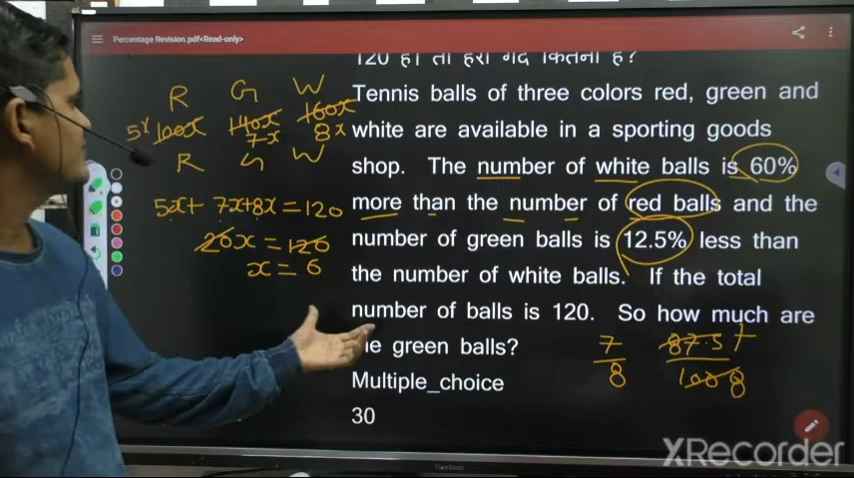 Percentage Revision.pdf<Read-only>
120 हो तो हरी गेंद कितनी है?
Tennis balls of three colors red, green and
white are available in a sporting goods
shop. The number of white balls is 60%
more than the number of red balls and the
number of green balls is 12.5% less than
the number of white balls. If the total
number of balls is 120. So how much are
he green balls?
Multiple_choice
30
R G W
5x 100x 140x 160x
7x 8x
R G W
5x + 7x + 8x = 120
20x = 120
x = 6
7/8 87.5 7
100 8
ViewSonic
XRecorder